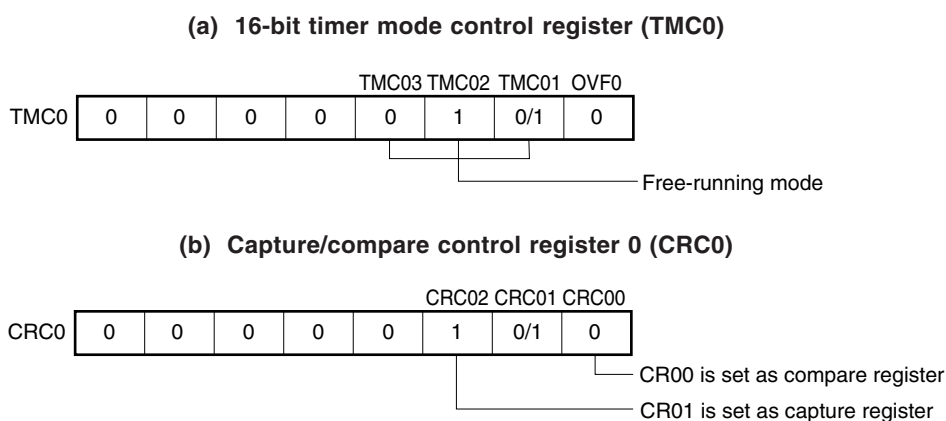 (a) 16-bit timer mode control register (TMC0)
TMC03 TMC02 TMC01 OVF0
TMC0 0 0 0 0 0 1 0/1 0
Free-running mode
(b) Capture/compare control register 0 (CRC0)
CRC02 CRC01 CRC00
CRC0 0 0 0 0 0 1 0/1 0
CR00 is set as compare register
CR01 is set as capture register